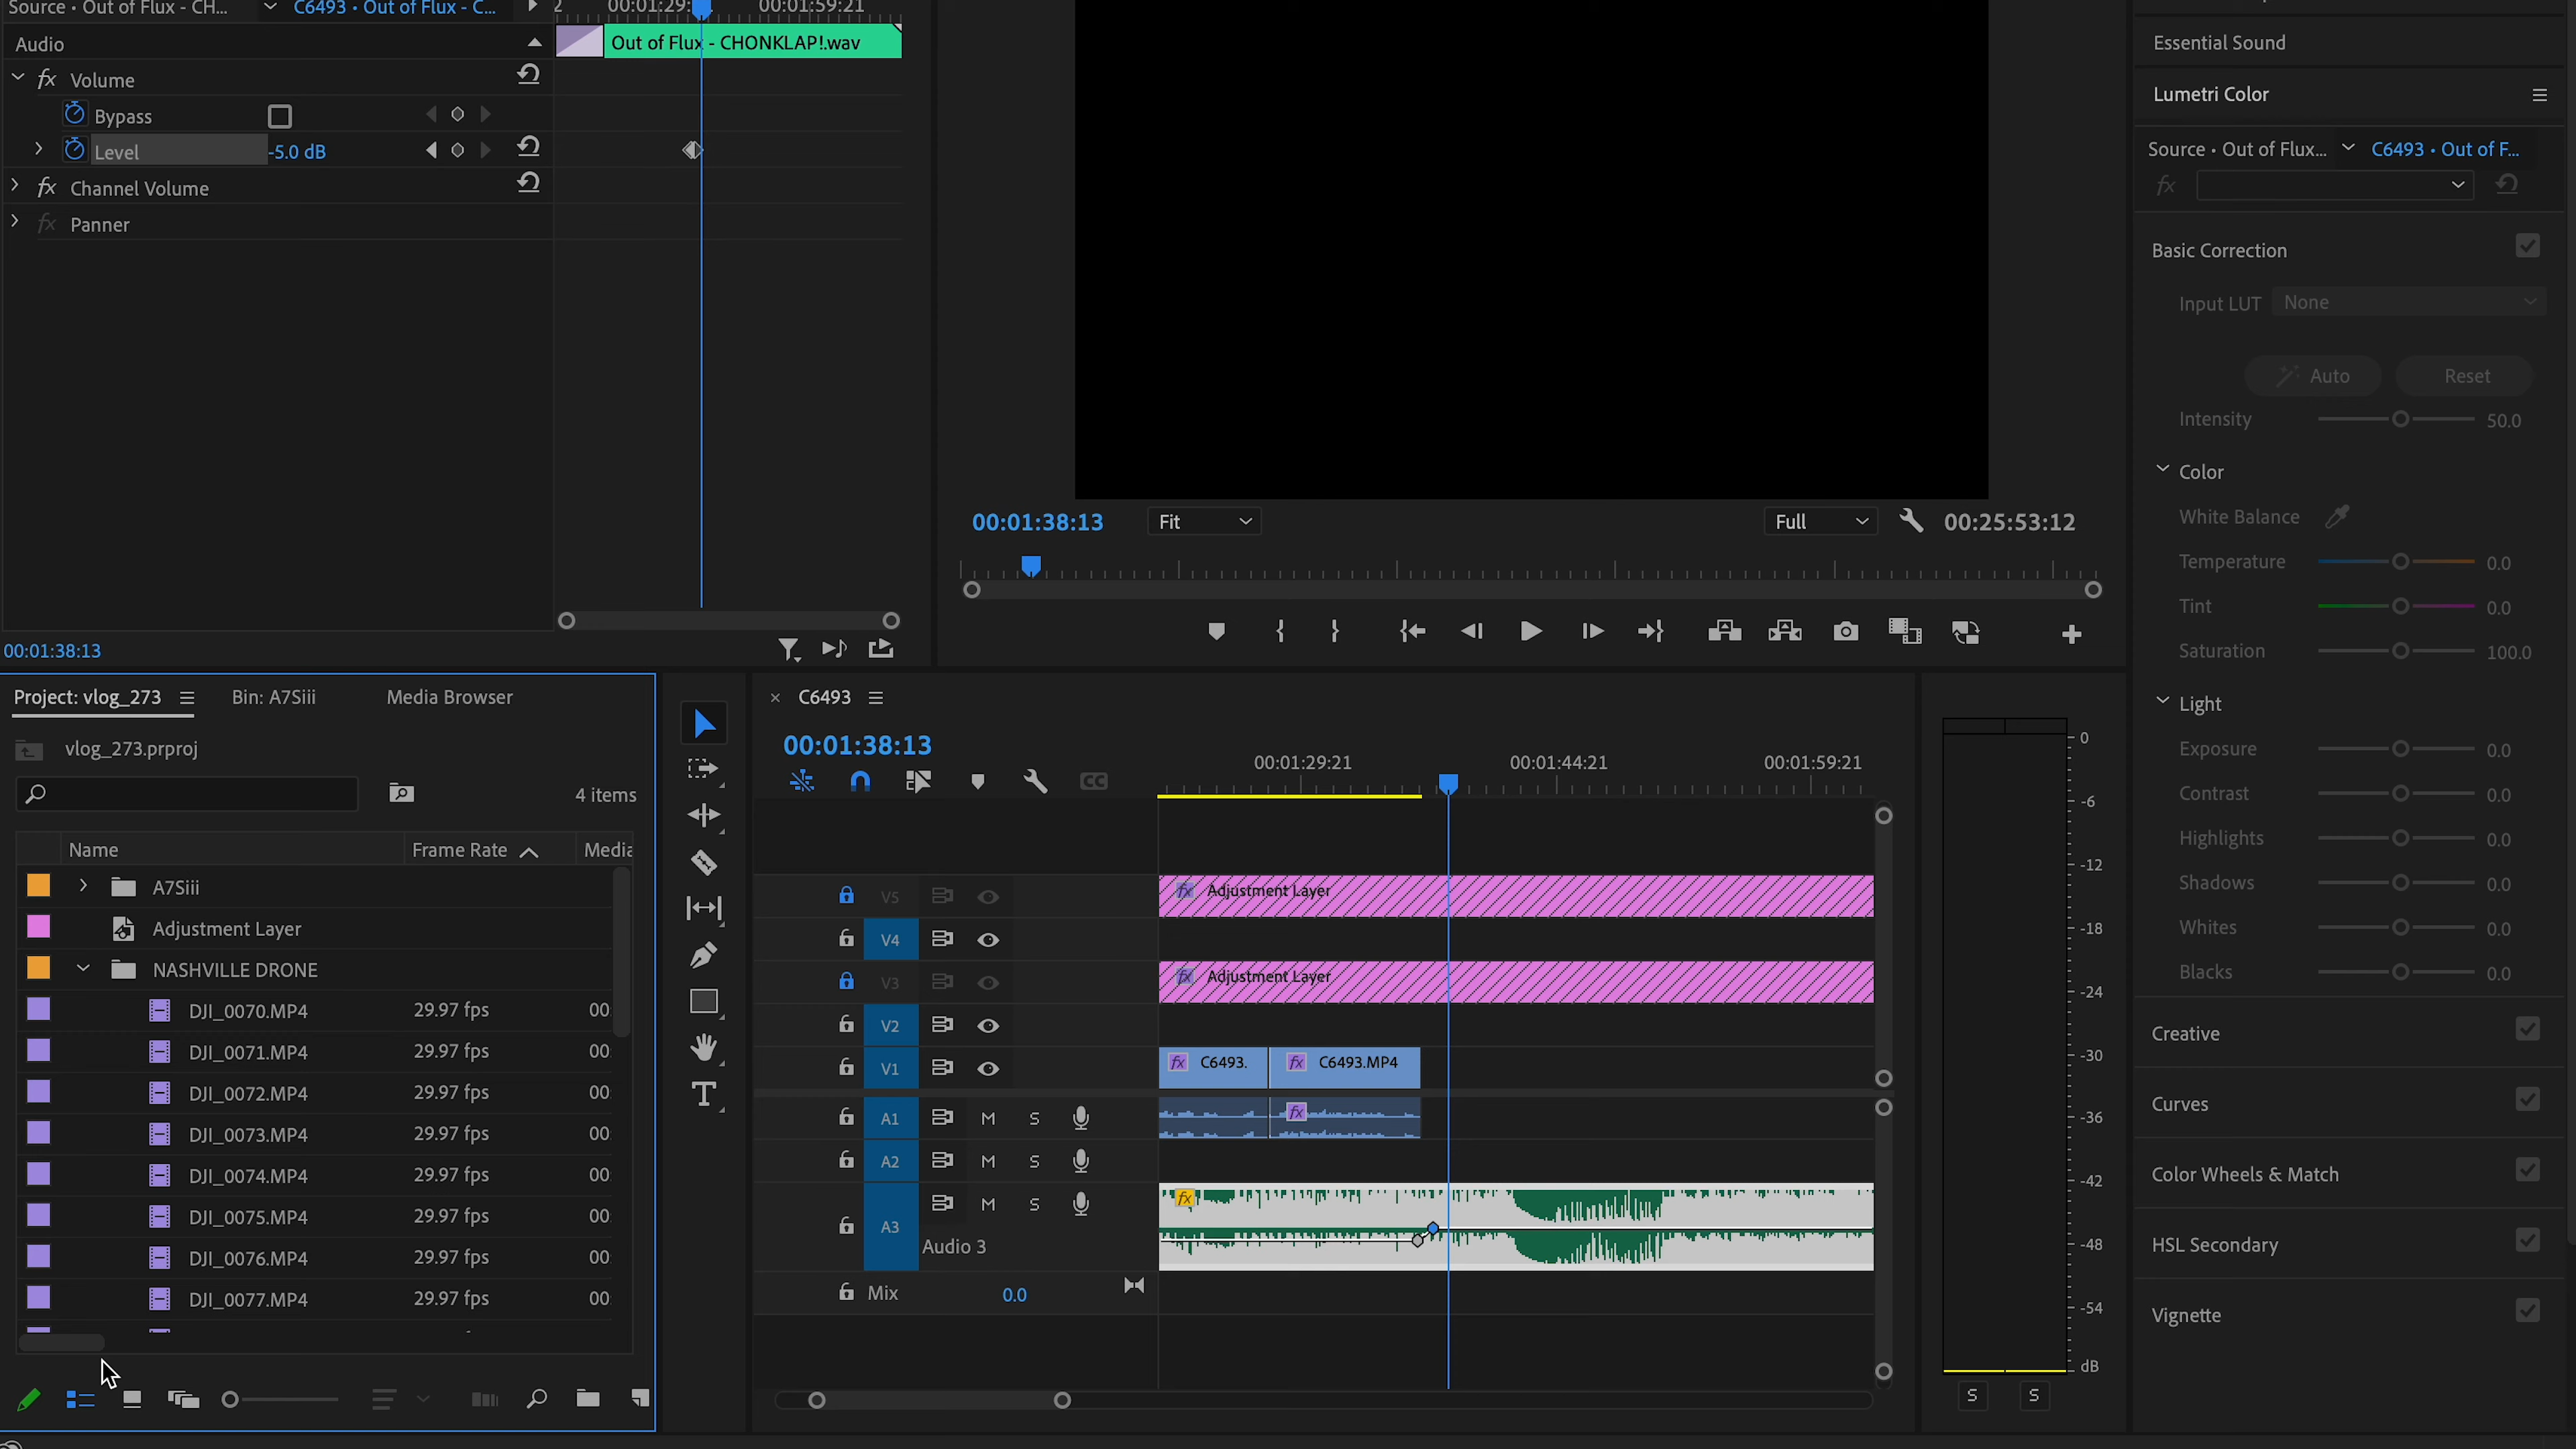 Source • Out of Flux - CH...
C6493 • Out of Flux - C...
00:01:59:21
Audio
Out of Flux - CHONKLAP!.wav
fx Volume
Bypass
Level -5.0 dB
fx Channel Volume
fx Panner
00:01:38:13
00:01:38:13
Fit
Full
00:25:53:12
Essential Sound
Lumetri Color
Source • Out of Flux...
C6493 • Out of F...
fx
Basic Correction
Input LUT None
Auto
Reset
Intensity 50.0
Color
White Balance
Temperature 0.0
Tint 0.0
Saturation 100.0
Light
Exposure 0.0
Contrast 0.0
Highlights 0.0
Shadows 0.0
Whites 0.0
Blacks 0.0
Creative
Curves
Color Wheels & Match
HSL Secondary
Vignette
Project: vlog_273
Bin: A7Siii
Media Browser
vlog_273.prproj
4 items
Name Frame Rate Media
A7Siii
Adjustment Layer
NASHVILLE DRONE
DJI_0070.MP4 29.97 fps 00:
DJI_0071.MP4 29.97 fps 00:
DJI_0072.MP4 29.97 fps 00:
DJI_0073.MP4 29.97 fps 00:
DJI_0074.MP4 29.97 fps 00:
DJI_0075.MP4 29.97 fps 00:
DJI_0076.MP4 29.97 fps 00:
DJI_0077.MP4 29.97 fps 00:
C6493
00:01:38:13
CC
00:01:29:21
00:01:44:21
00:01:59:21
V5
fx Adjustment Layer
V4
V3
fx Adjustment Layer
V2
V1
fx C6493.
fx C6493.MP4
A1 M S
fx
A2 M S
A3 M S
Audio 3
fx
Mix 0.0
0
-6
-12
-18
-24
-30
-36
-42
-48
-54
dB
S S